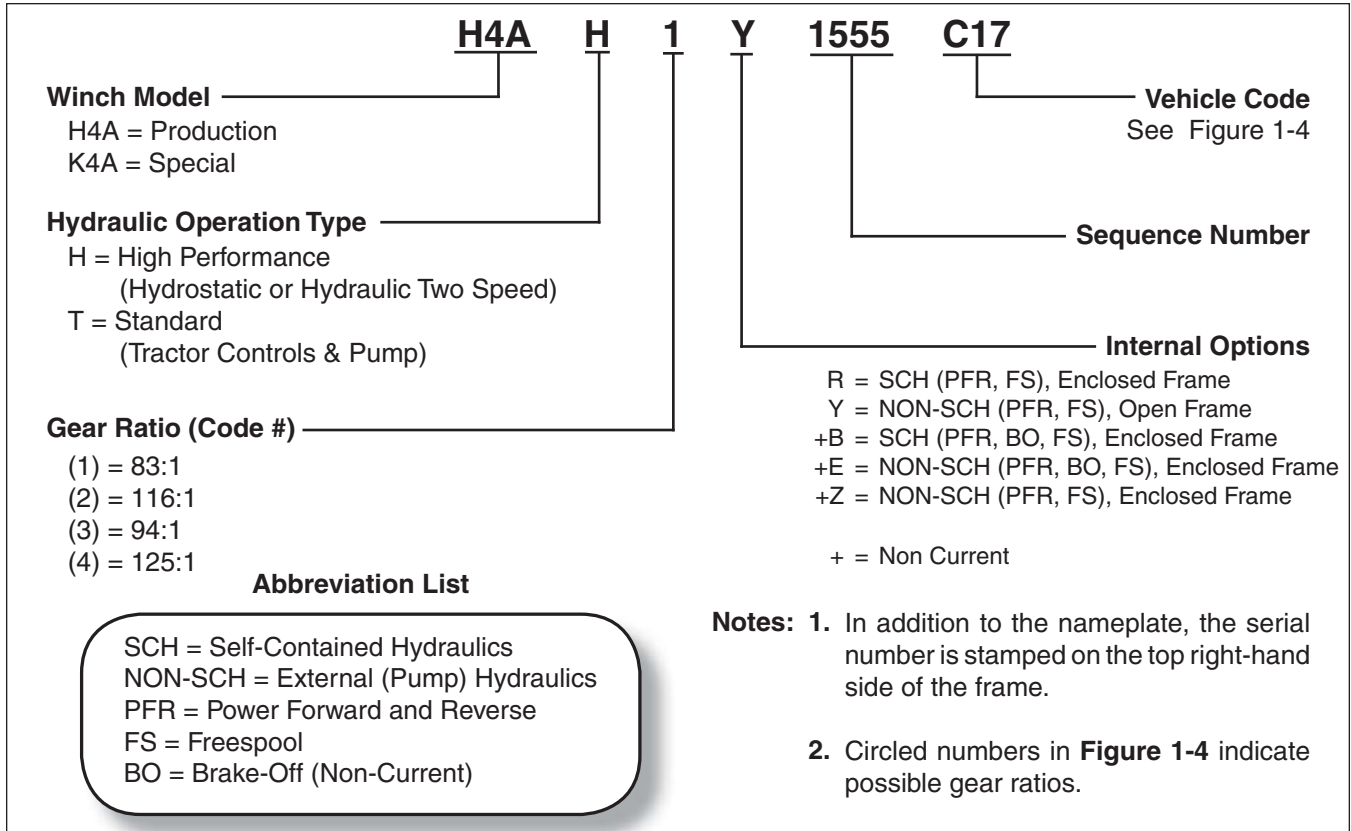 H4A H 1 Y 1555 C17
Winch Model
H4A = Production
K4A = Special
Hydraulic Operation Type
H = High Performance
(Hydrostatic or Hydraulic Two Speed)
T = Standard
(Tractor Controls & Pump)
Gear Ratio (Code #)
(1) = 83:1
(2) = 116:1
(3) = 94:1
(4) = 125:1
Abbreviation List
SCH = Self-Contained Hydraulics
NON-SCH = External (Pump) Hydraulics
PFR = Power Forward and Reverse
FS = Freespool
BO = Brake-Off (Non-Current)
Vehicle Code
See Figure 1-4
Sequence Number
Internal Options
R = SCH (PFR, FS), Enclosed Frame
Y = NON-SCH (PFR, FS), Open Frame
+B = SCH (PFR, BO, FS), Enclosed Frame
+E = NON-SCH (PFR, BO, FS), Enclosed Frame
+Z = NON-SCH (PFR, FS), Enclosed Frame
+ = Non Current
Notes: 1. In addition to the nameplate, the serial
number is stamped on the top right-hand
side of the frame.
2. Circled numbers in Figure 1-4 indicate
possible gear ratios.